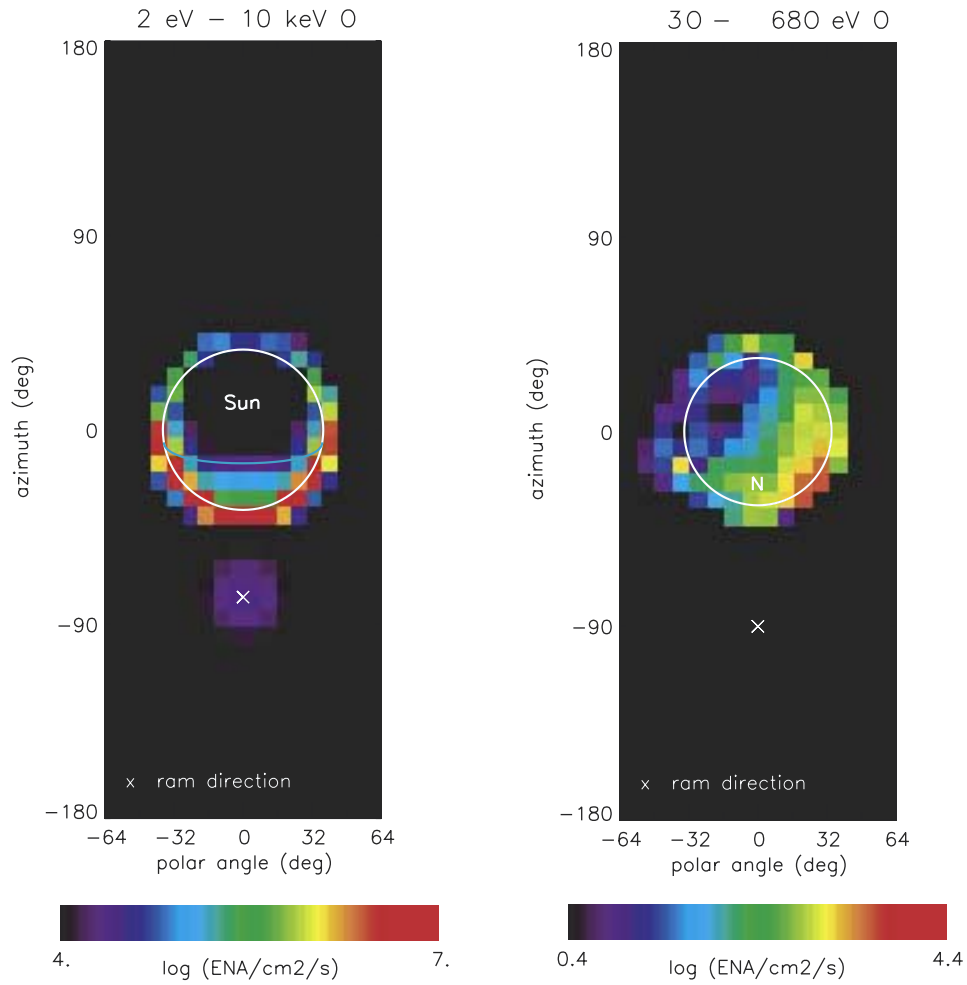 2 eV – 10 keV O
180
90
0
−90
−180
azimuth (deg)
Sun
×
x ram direction
−64 −32 0 32 64
polar angle (deg)
4. 7.
log (ENA/cm2/s)
30 – 680 eV O
180
90
0
−90
−180
azimuth (deg)
N
×
x ram direction
−64 −32 0 32 64
polar angle (deg)
0.4 4.4
log (ENA/cm2/s)